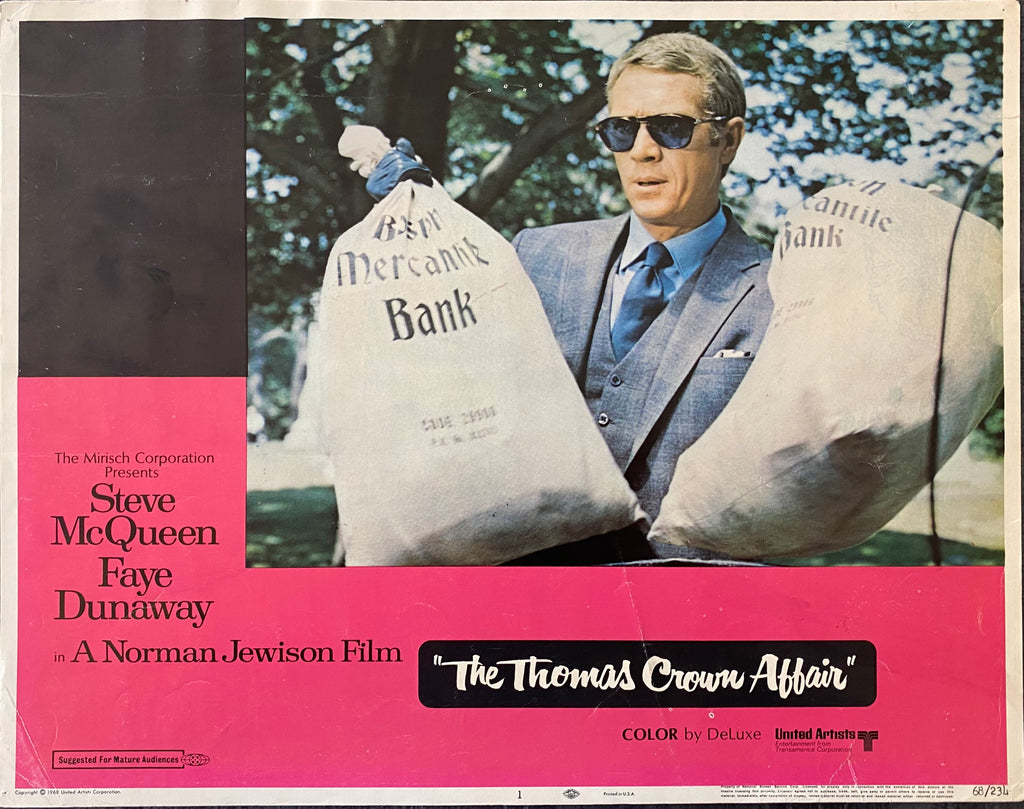 Bosn
Mercantile
Bank
cantile
Bank
The Mirisch Corporation
Presents
Steve
McQueen
Faye
Dunaway
in A Norman Jewison Film
"The Thomas Crown Affair"
COLOR by DeLuxe
United Artists
Entertainment from
Transamerica Corporation
Suggested For Mature Audiences
Copyright © 1968 United Artists Corporation.
1
Printed in U.S.A.
68/234